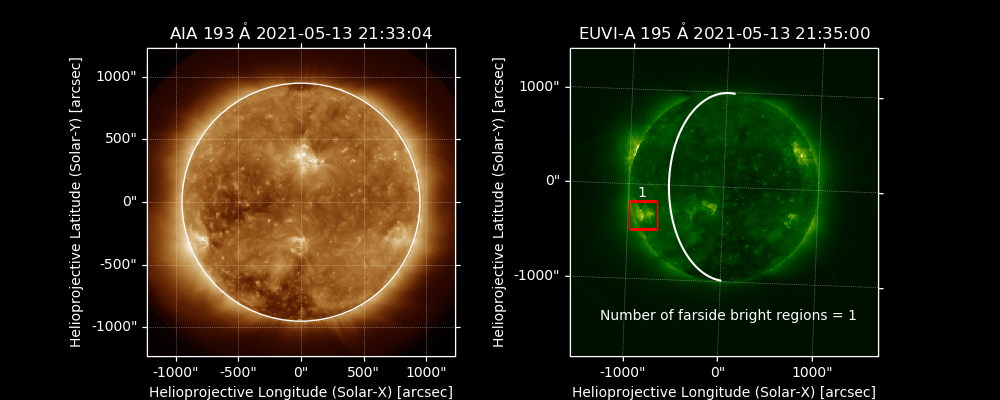 AIA 193 Å 2021-05-13 21:33:04
Helioprojective Latitude (Solar-Y) [arcsec]
1000"
500"
0"
-500"
-1000"
-1000" -500" 0" 500" 1000"
Helioprojective Longitude (Solar-X) [arcsec]
EUVI-A 195 Å 2021-05-13 21:35:00
Helioprojective Latitude (Solar-Y) [arcsec]
1000"
0"
-1000"
1
Number of farside bright regions = 1
-1000" 0" 1000"
Helioprojective Longitude (Solar-X) [arcsec]